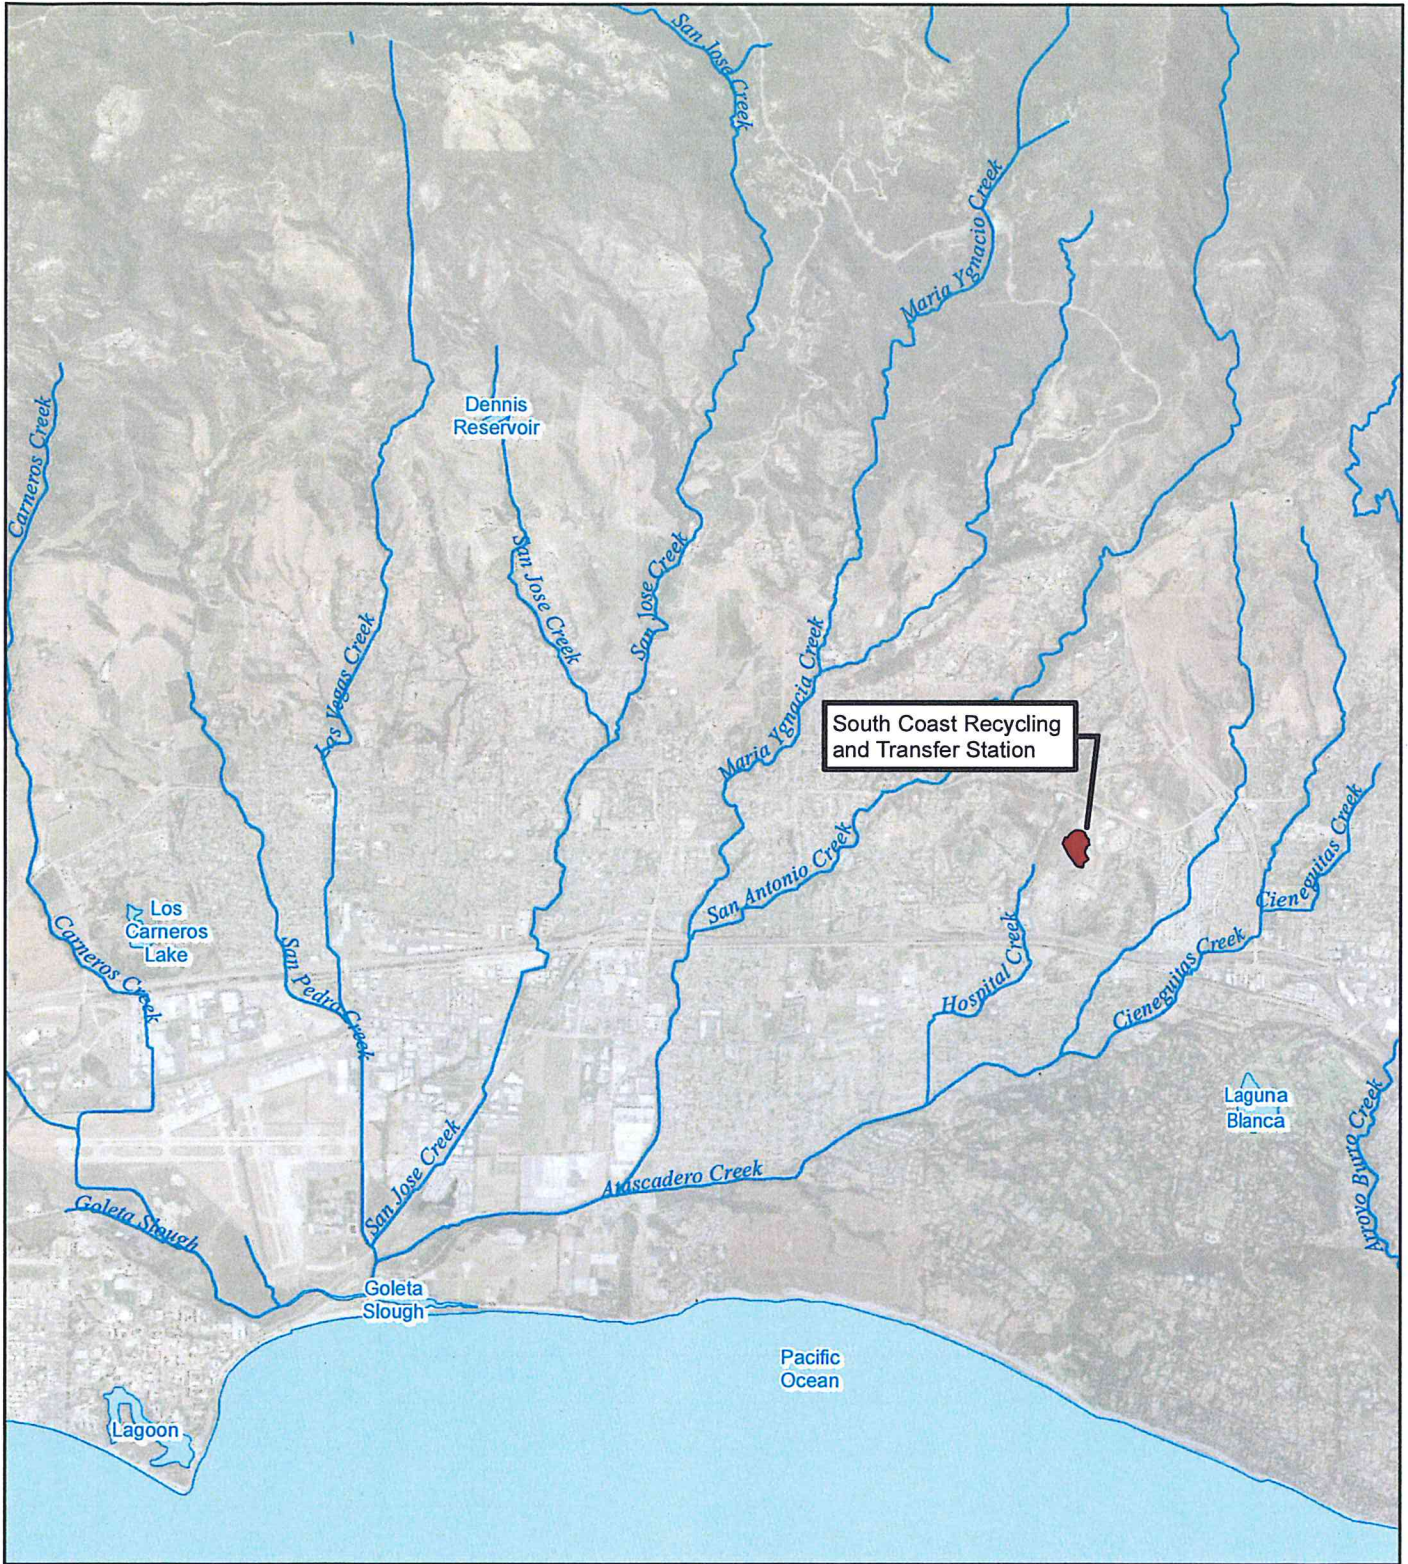 San Jose Creek
Maria Ygnacio Creek
Carneros Creek
Dennis
Reservoir
San Jose Creek
San Jose Creek
Las Vegas Creek
Maria Ygnacia Creek
South Coast Recycling
and Transfer Station
San Antonio Creek
Cieneguitas Creek
Los
Carneros
Lake
Carneros Creek
San Pedro Creek
Hospital Creek
Cieneguitas Creek
Laguna
Blanca
Arroyo Burro Creek
San Jose Creek
Atascadero Creek
Goleta Slough
Goleta
Slough
Pacific
Ocean
Lagoon